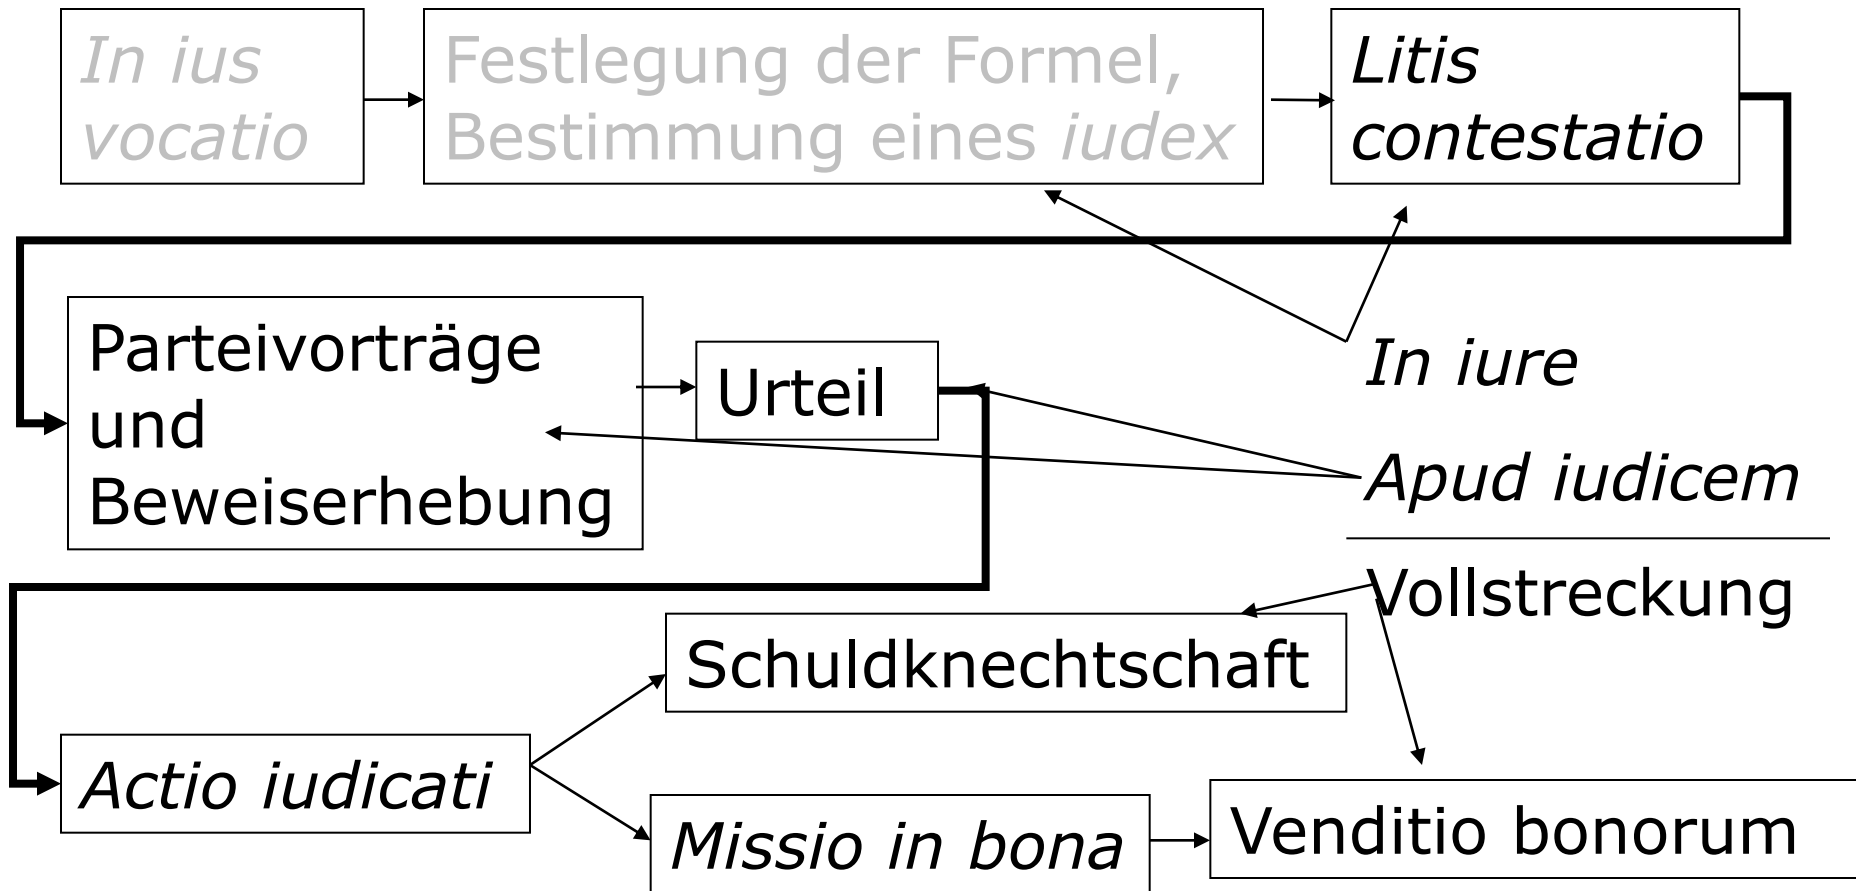 In ius
vocatio
Festlegung der Formel,
Bestimmung eines iudex
Litis
contestatio
Parteivorträge
und
Beweiserhebung
Urteil
In iure
Apud iudicem
Vollstreckung
Schuldknechtschaft
Actio iudicati
Missio in bona
Venditio bonorum